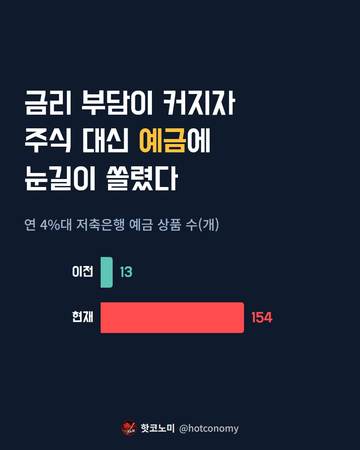 금리 부담이 커지자
주식 대신 예금에
눈길이 쏠렸다
연 4%대 저축은행 예금 상품 수(개)
이전 13
현재 154
핫코노미 @hotconomy